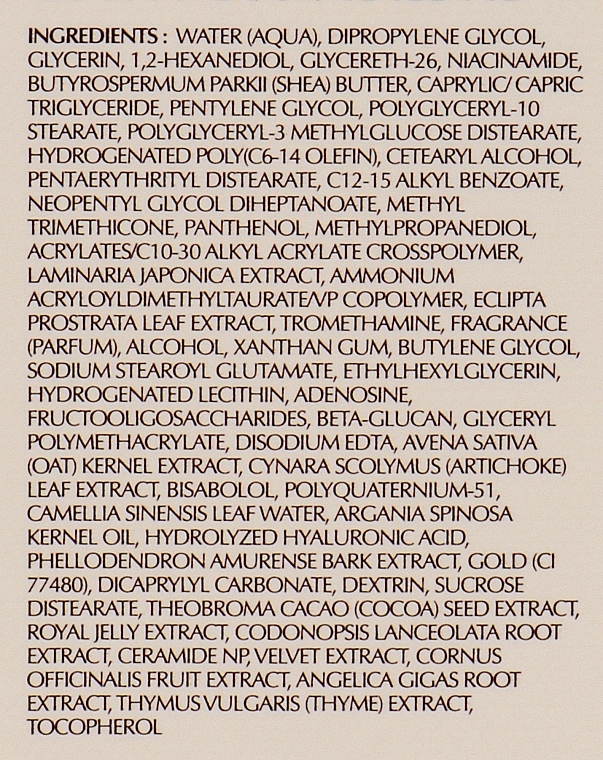 INGREDIENTS : WATER (AQUA), DIPROPYLENE GLYCOL,
GLYCERIN, 1,2-HEXANEDIOL, GLYCERETH-26, NIACINAMIDE,
BUTYROSPERMUM PARKII (SHEA) BUTTER, CAPRYLIC/ CAPRIC
TRIGLYCERIDE, PENTYLENE GLYCOL, POLYGLYCERYL-10
STEARATE, POLYGLYCERYL-3 METHYLGLUCOSE DISTEARATE,
HYDROGENATED POLY(C6-14 OLEFIN), CETEARYL ALCOHOL,
PENTAERYTHRITYL DISTEARATE, C12-15 ALKYL BENZOATE,
NEOPENTYL GLYCOL DIHEPTANOATE, METHYL
TRIMETHICONE, PANTHENOL, METHYLPROPANEDIOL,
ACRYLATES/C10-30 ALKYL ACRYLATE CROSSPOLYMER,
LAMINARIA JAPONICA EXTRACT, AMMONIUM
ACRYLOYLDIMETHYLTAURATE/VP COPOLYMER, ECLIPTA
PROSTRATA LEAF EXTRACT, TROMETHAMINE, FRAGRANCE
(PARFUM), ALCOHOL, XANTHAN GUM, BUTYLENE GLYCOL,
SODIUM STEAROYL GLUTAMATE, ETHYLHEXYLGLYCERIN,
HYDROGENATED LECITHIN, ADENOSINE,
FRUCTOOLIGOSACCHARIDES, BETA-GLUCAN, GLYCERYL
POLYMETHACRYLATE, DISODIUM EDTA, AVENA SATIVA
(OAT) KERNEL EXTRACT, CYNARA SCOLYMUS (ARTICHOKE)
LEAF EXTRACT, BISABOLOL, POLYQUATERNIUM-51,
CAMELLIA SINENSIS LEAF WATER, ARGANIA SPINOSA
KERNEL OIL, HYDROLYZED HYALURONIC ACID,
PHELLODENDRON AMURENSE BARK EXTRACT, GOLD (CI
77480), DICAPRYLYL CARBONATE, DEXTRIN, SUCROSE
DISTEARATE, THEOBROMA CACAO (COCOA) SEED EXTRACT,
ROYAL JELLY EXTRACT, CODONOPSIS LANCEOLATA ROOT
EXTRACT, CERAMIDE NP, VELVET EXTRACT, CORNUS
OFFICINALIS FRUIT EXTRACT, ANGELICA GIGAS ROOT
EXTRACT, THYMUS VULGARIS (THYME) EXTRACT,
TOCOPHEROL